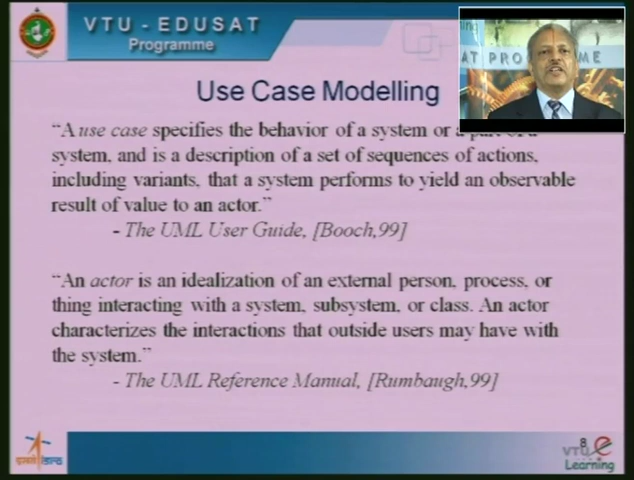 VTU - EDUSAT
Programme
Use Case Modelling
"A use case specifies the behavior of a system or a part of a
system, and is a description of a set of sequences of actions,
including variants, that a system performs to yield an observable
result of value to an actor."
- The UML User Guide, [Booch,99]
"An actor is an idealization of an external person, process, or
thing interacting with a system, subsystem, or class. An actor
characterizes the interactions that outside users may have with
the system."
- The UML Reference Manual, [Rumbaugh,99]
8
VTU e
Learning